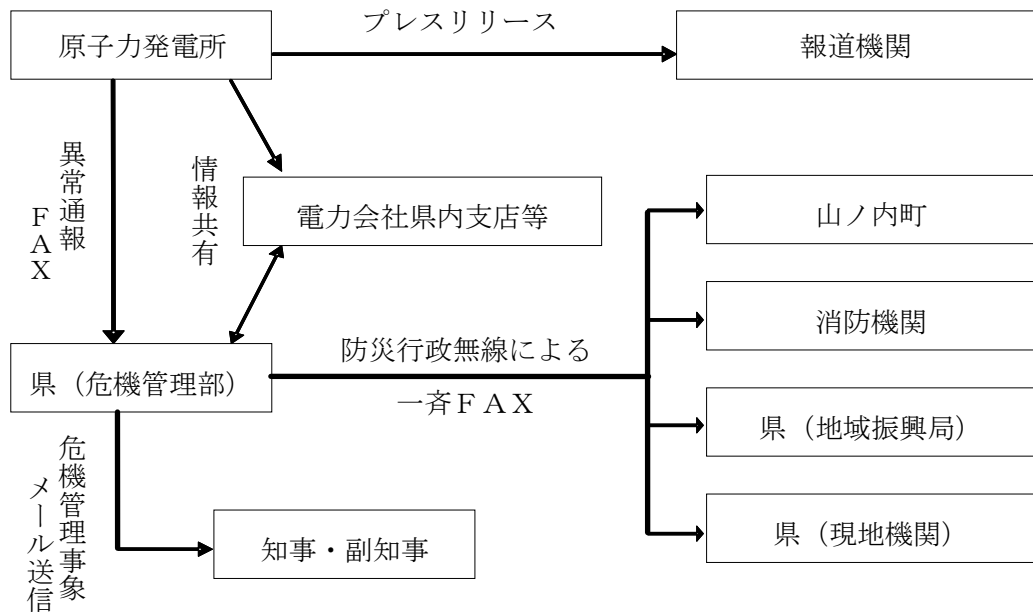 プレスリリース
原子力発電所
報道機関
異常通報
ＦＡＸ
情報共有
電力会社県内支店等
山ノ内町
消防機関
防災行政無線による
一斉ＦＡＸ
県（危機管理部）
県（地域振興局）
危機管理事象
メール送信
知事・副知事
県（現地機関）